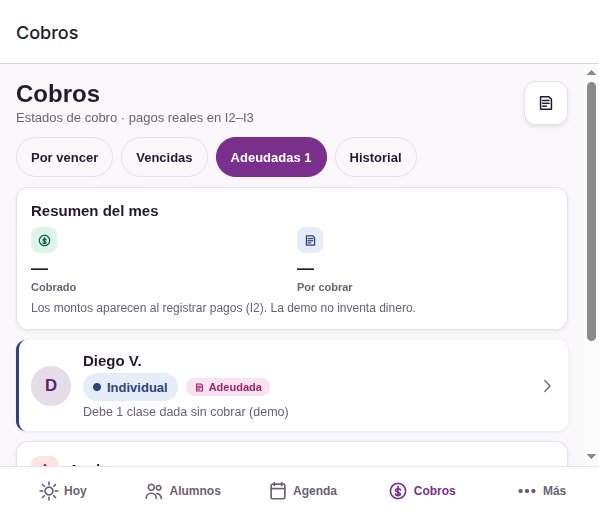 Cobros
Cobros
Estados de cobro · pagos reales en I2–I3
Por vencer
Vencidas
Adeudadas 1
Historial
Resumen del mes
—
—
Cobrado
Por cobrar
Los montos aparecen al registrar pagos (I2). La demo no inventa dinero.
D
Diego V.
Individual
Adeudada
Debe 1 clase dada sin cobrar (demo)
Hoy
Alumnos
Agenda
Cobros
Más